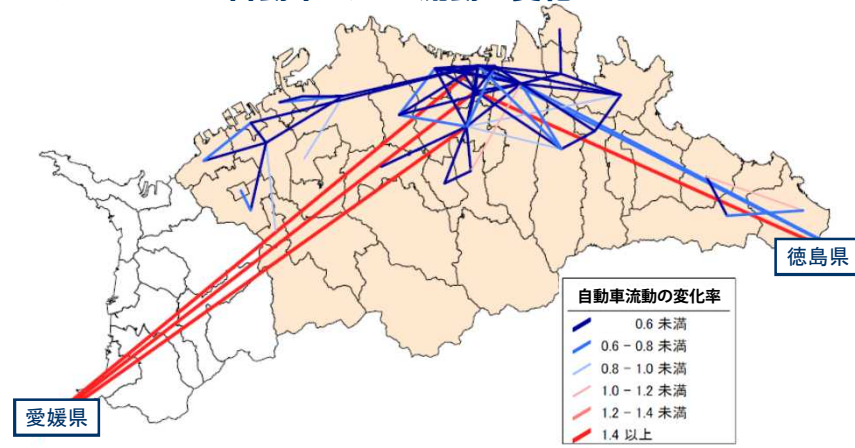 徳島県
自動車流動の変化率
0.6 未満
0.6 − 0.8 未満
0.8 − 1.0 未満
1.0 − 1.2 未満
1.2 − 1.4 未満
1.4 以上
愛媛県